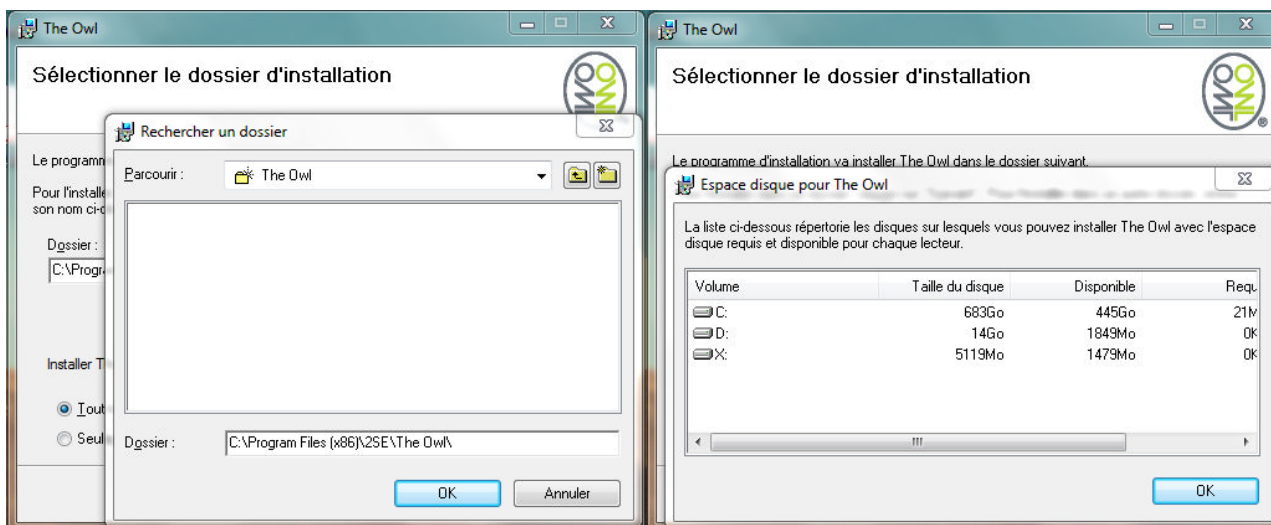 The Owl
Sélectionner le dossier d'installation
OWL
Rechercher un dossier
Le programm
Parcourir :
The Owl
Pour l'installe
son nom ci-d
Dossier :
C:\Progr
Installer T
Tout
Seul
Dossier :
C:\Program Files (x86)\2SE\The Owl\
OK
Annuler
The Owl
Sélectionner le dossier d'installation
OWL
®
Le programme d'installation va installer The Owl dans le dossier suivant.
Espace disque pour The Owl
La liste ci-dessous répertorie les disques sur lesquels vous pouvez installer The Owl avec l'espace
disque requis et disponible pour chaque lecteur.
Volume Taille du disque Disponible Requ
C: 683Go 445Go 21M
D: 14Go 1849Mo 0K
X: 5119Mo 1479Mo 0K
OK